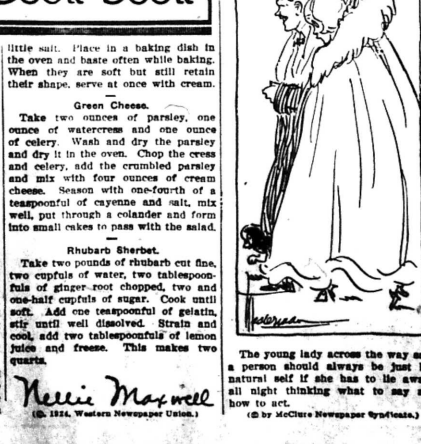 little salt. Place in a baking dish in
the oven and baste often while baking.
When they are soft but still retain
their shape, serve at once with cream.
Green Cheese.
Take two ounces of parsley, one
ounce of watercress and one ounce
of celery. Wash and dry the parsley
and dry it in the oven. Chop the cress
and celery, add the crumbled parsley
and mix with four ounces of cream
cheese. Season with one-fourth of a
teaspoonful of cayenne and salt, mix
well, put through a colander and form
into small cakes to pass with the salad.
Rhubarb Sherbet.
Take two pounds of rhubarb cut fine,
two cupfuls of water, two tablespoon-
fuls of ginger root chopped, two and
one-half cupfuls of sugar. Cook until
soft. Add one teaspoonful of gelatin,
stir until well dissolved. Strain and
cool, add two tablespoonfuls of lemon
juice and freeze. This makes two
quarts.
Nellie Maxwell
(©, 1924, Western Newspaper Union.)
The young lady across the way
a person should always be just
natural self if she has to lie
all night thinking what to say
how to act.
(© by McClure Newspaper Syndicate.)